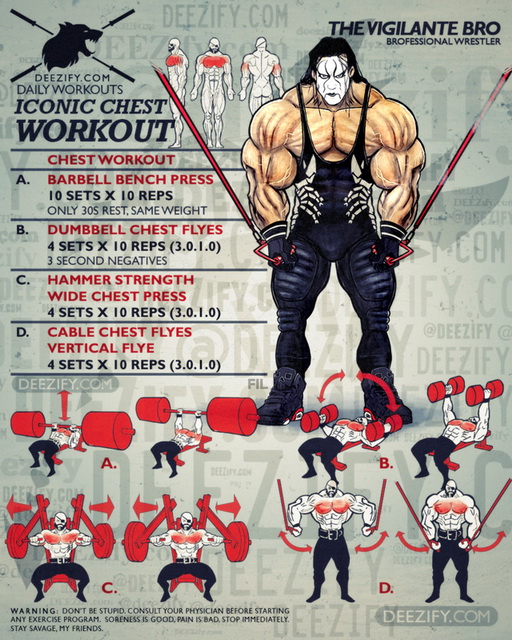 THE VIGILANTE BRO
BROFESSIONAL WRESTLER
DEEZIFY.COM
DAILY WORKOUTS
ICONIC CHEST
WORKOUT
CHEST WORKOUT
A. BARBELL BENCH PRESS
10 SETS X 10 REPS
ONLY 30S REST, SAME WEIGHT
B. DUMBBELL CHEST FLYES
4 SETS X 10 REPS (3.0.1.0)
3 SECOND NEGATIVES
C. HAMMER STRENGTH
WIDE CHEST PRESS
4 SETS X 10 REPS (3.0.1.0)
D. CABLE CHEST FLYES
VERTICAL FLYE
4 SETS X 10 REPS (3.0.1.0)
DEEZIFY.COM
FIL
A.
B.
C.
D.
WARNING: DON'T BE STUPID. CONSULT YOUR PHYSICIAN BEFORE STARTING
ANY EXERCISE PROGRAM. SORENESS IS GOOD, PAIN IS BAD. STOP IMMEDIATELY.
STAY SAVAGE, MY FRIENDS.
DEEZIFY.COM